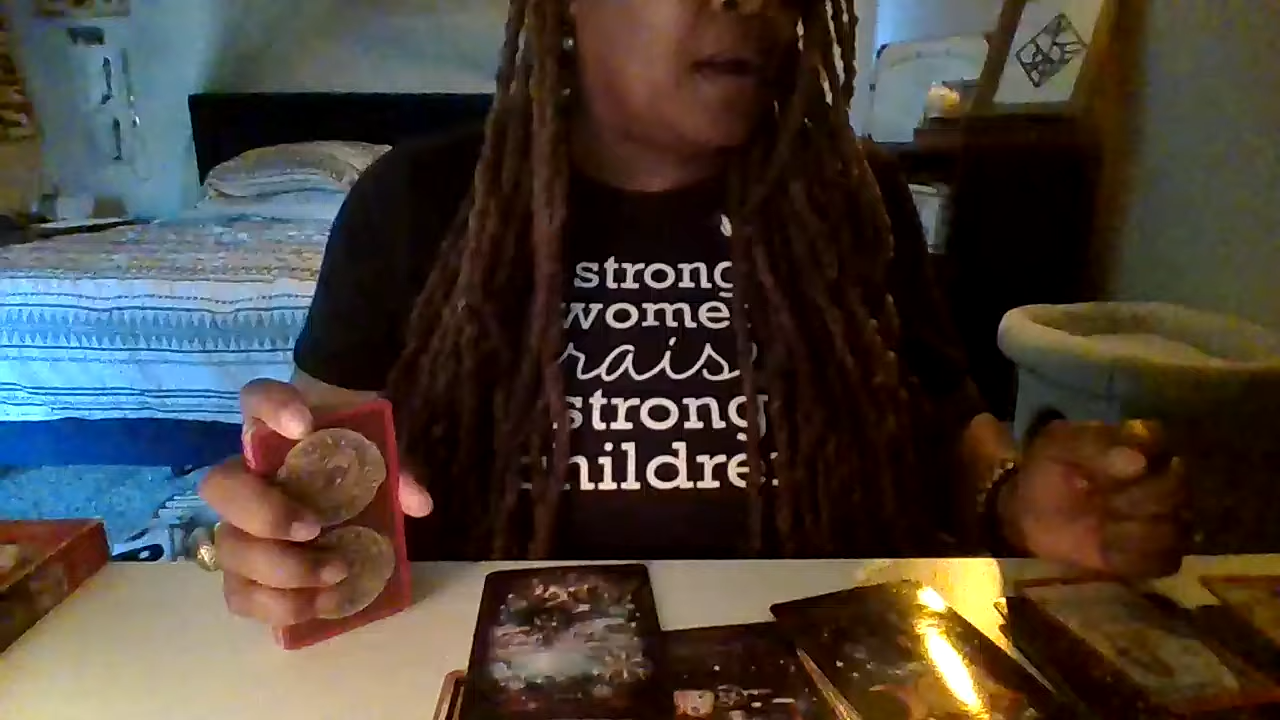 strong
women
raise
strong
children